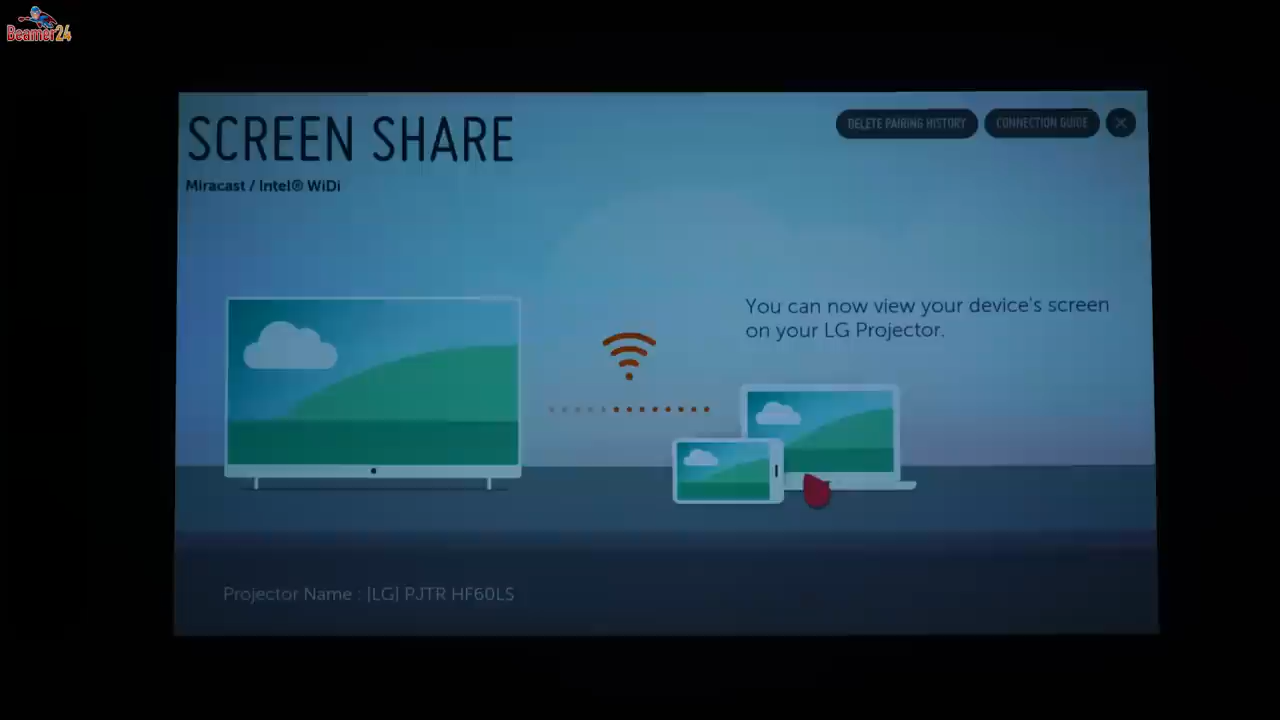 Beamer24
SCREEN SHARE
DELETE PAIRING HISTORY
CONNECTION GUIDE
Miracast / Intel® WiDi
You can now view your device's screen
on your LG Projector.
Projector Name : [LG] PJTR HF60LS